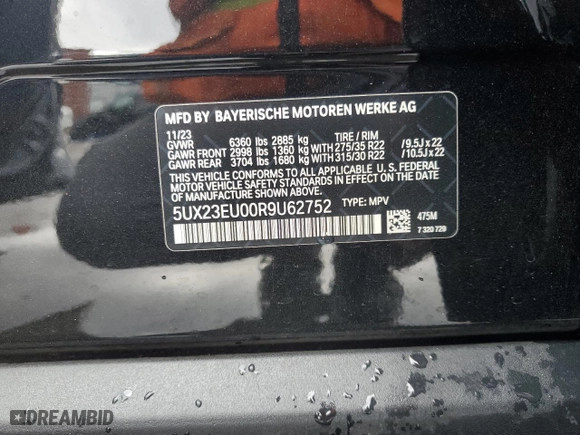 MFD BY BAYERISCHE MOTOREN WERKE AG
11/23
GVWR 6360 lbs 2885 kg TIRE / RIM
GAWR FRONT 2998 lbs 1360 kg WITH 275/35 R22 /9.5J x 22
GAWR REAR 3704 lbs 1680 kg WITH 315/30 R22 /10.5J x 22
THIS VEHICLE CONFORMS TO ALL APPLICABLE
FEDERAL MOTOR VEHICLE SAFETY STANDARDS
IN EFFECT ON THE DATE
OF MANUFACTURE SHOWN ABOVE.
5UX23EU00R9U62752 TYPE: MPV
475M
7 320 729
DREAMBID